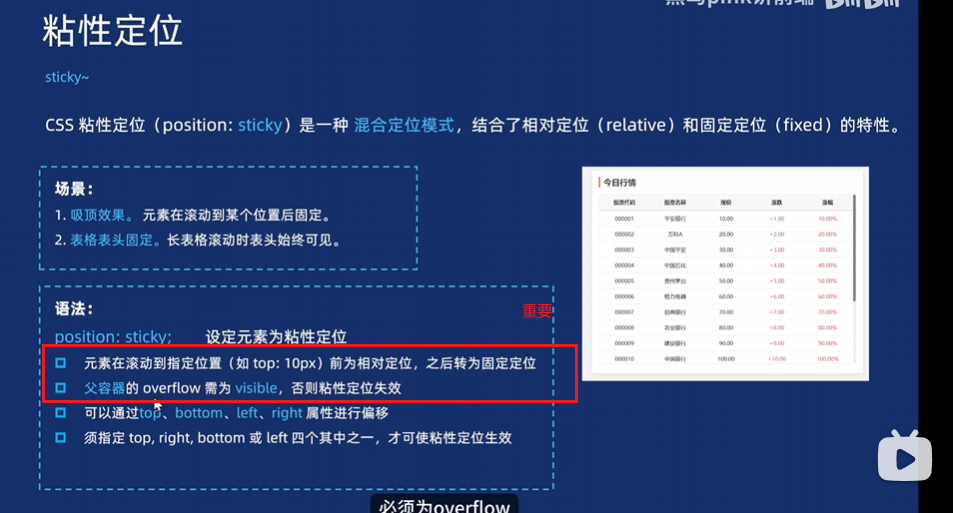 粘性定位
sticky~
CSS 粘性定位（position: sticky）是一种 混合定位模式，结合了相对定位（relative）和固定定位（fixed）的特性。
场景：
1. 吸顶效果。 元素在滚动到某个位置后固定。
2. 表格表头固定。长表格滚动时表头始终可见。
语法：
重要
position: sticky; 设定元素为粘性定位
元素在滚动到指定位置（如 top: 10px）前为相对定位，之后转为固定定位
父容器的 overflow 需为 visible，否则粘性定位失效
可以通过top、bottom、left、right 属性进行偏移
须指定 top, right, bottom 或 left 四个其中之一，才可使粘性定位生效
今日行情
股票代码 股票名称 现价 涨跌 涨幅
000001 平安银行 10.00 +1.00 10.00%
000002 万科A 20.00 +2.00 20.00%
000003 中国平安 30.00 +3.00 30.00%
000004 中国石化 40.00 +4.00 40.00%
000005 贵州茅台 50.00 +5.00 50.00%
000006 格力电器 60.00 +6.00 60.00%
000007 招商银行 70.00 +7.00 70.00%
000008 农业银行 80.00 +8.00 80.00%
000009 建设银行 90.00 +9.00 90.00%
000010 中国银行 100.00 +10.00 100.00%
必须为overflow